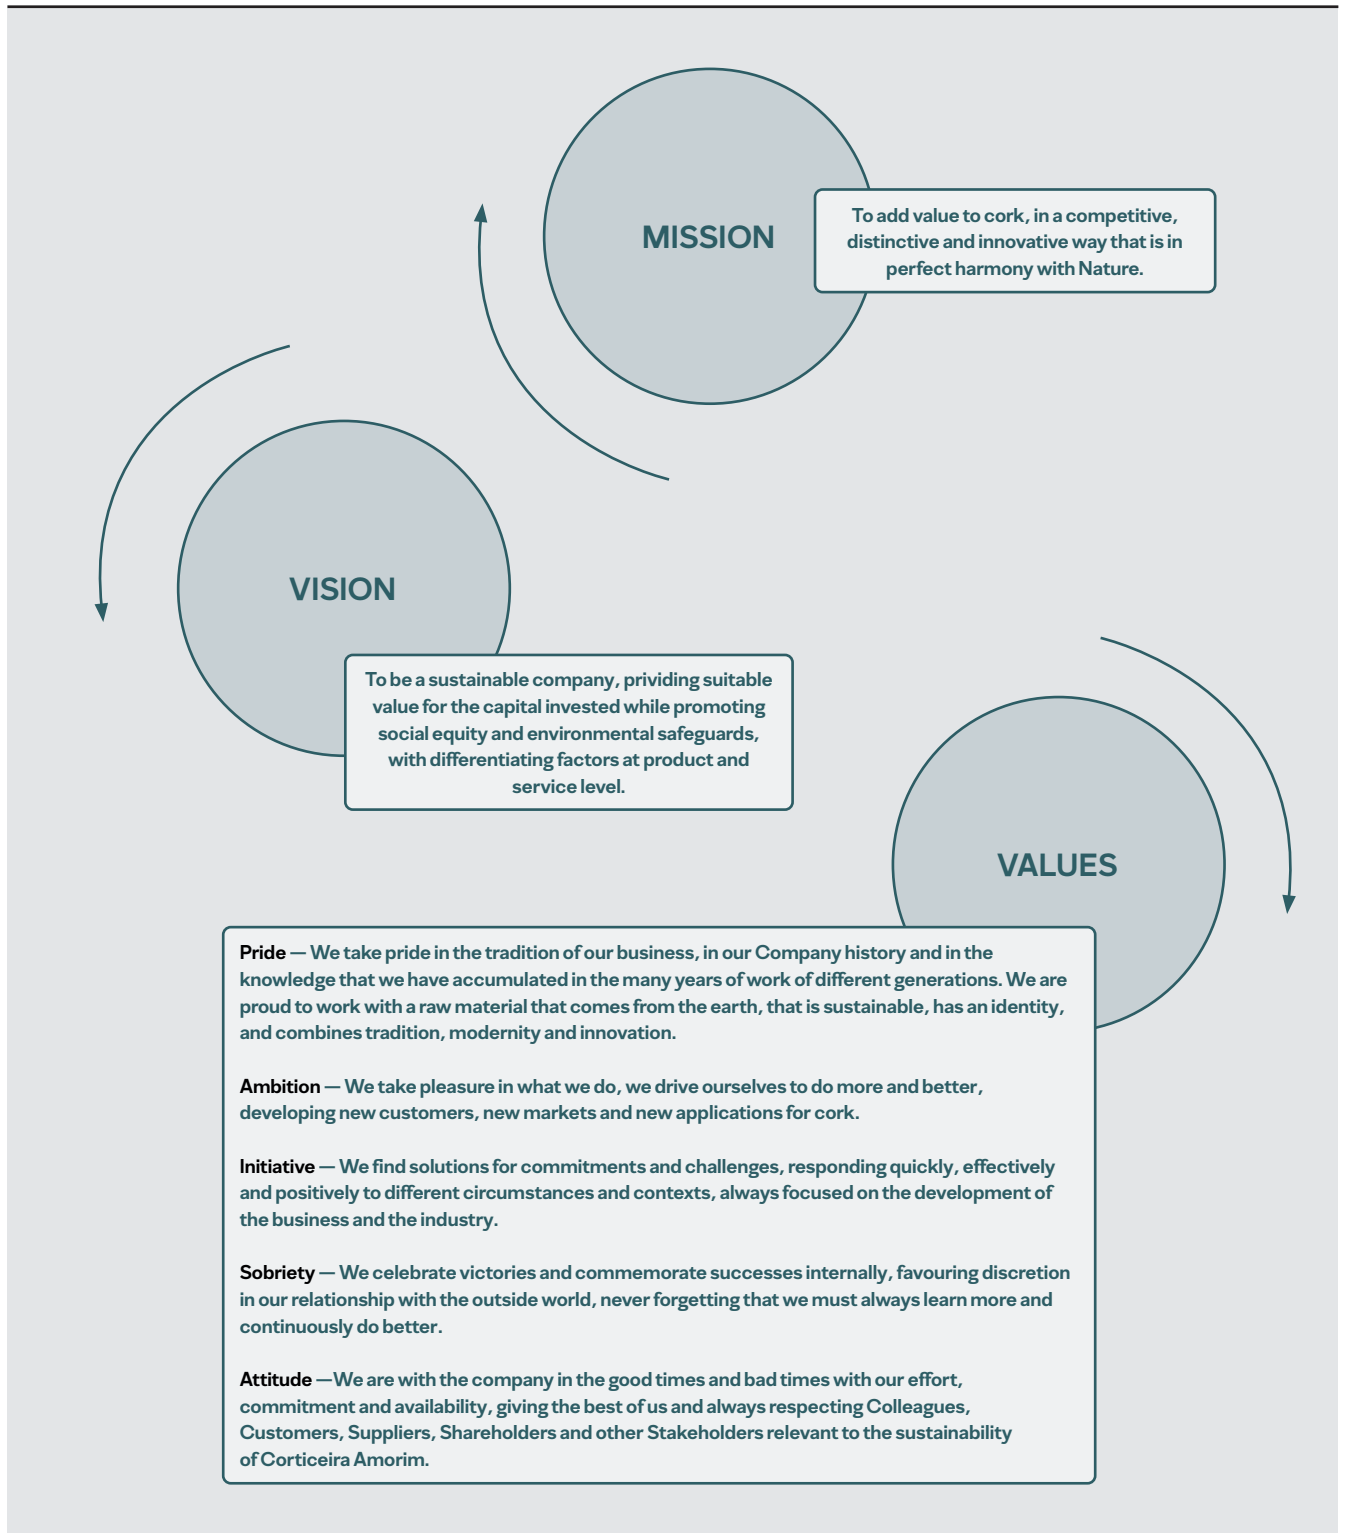 MISSION
To add value to cork, in a competitive,
distinctive and innovative way that is in
perfect harmony with Nature.
VISION
To be a sustainable company, prividing suitable
value for the capital invested while promoting
social equity and environmental safeguards,
with differentiating factors at product and
service level.
VALUES
Pride — We take pride in the tradition of our business, in our Company history and in the
knowledge that we have accumulated in the many years of work of different generations. We are
proud to work with a raw material that comes from the earth, that is sustainable, has an identity,
and combines tradition, modernity and innovation.
Ambition — We take pleasure in what we do, we drive ourselves to do more and better,
developing new customers, new markets and new applications for cork.
Initiative — We find solutions for commitments and challenges, responding quickly, effectively
and positively to different circumstances and contexts, always focused on the development of
the business and the industry.
Sobriety — We celebrate victories and commemorate successes internally, favouring discretion
in our relationship with the outside world, never forgetting that we must always learn more and
continuously do better.
Attitude —We are with the company in the good times and bad times with our effort,
commitment and availability, giving the best of us and always respecting Colleagues,
Customers, Suppliers, Shareholders and other Stakeholders relevant to the sustainability
of Corticeira Amorim.